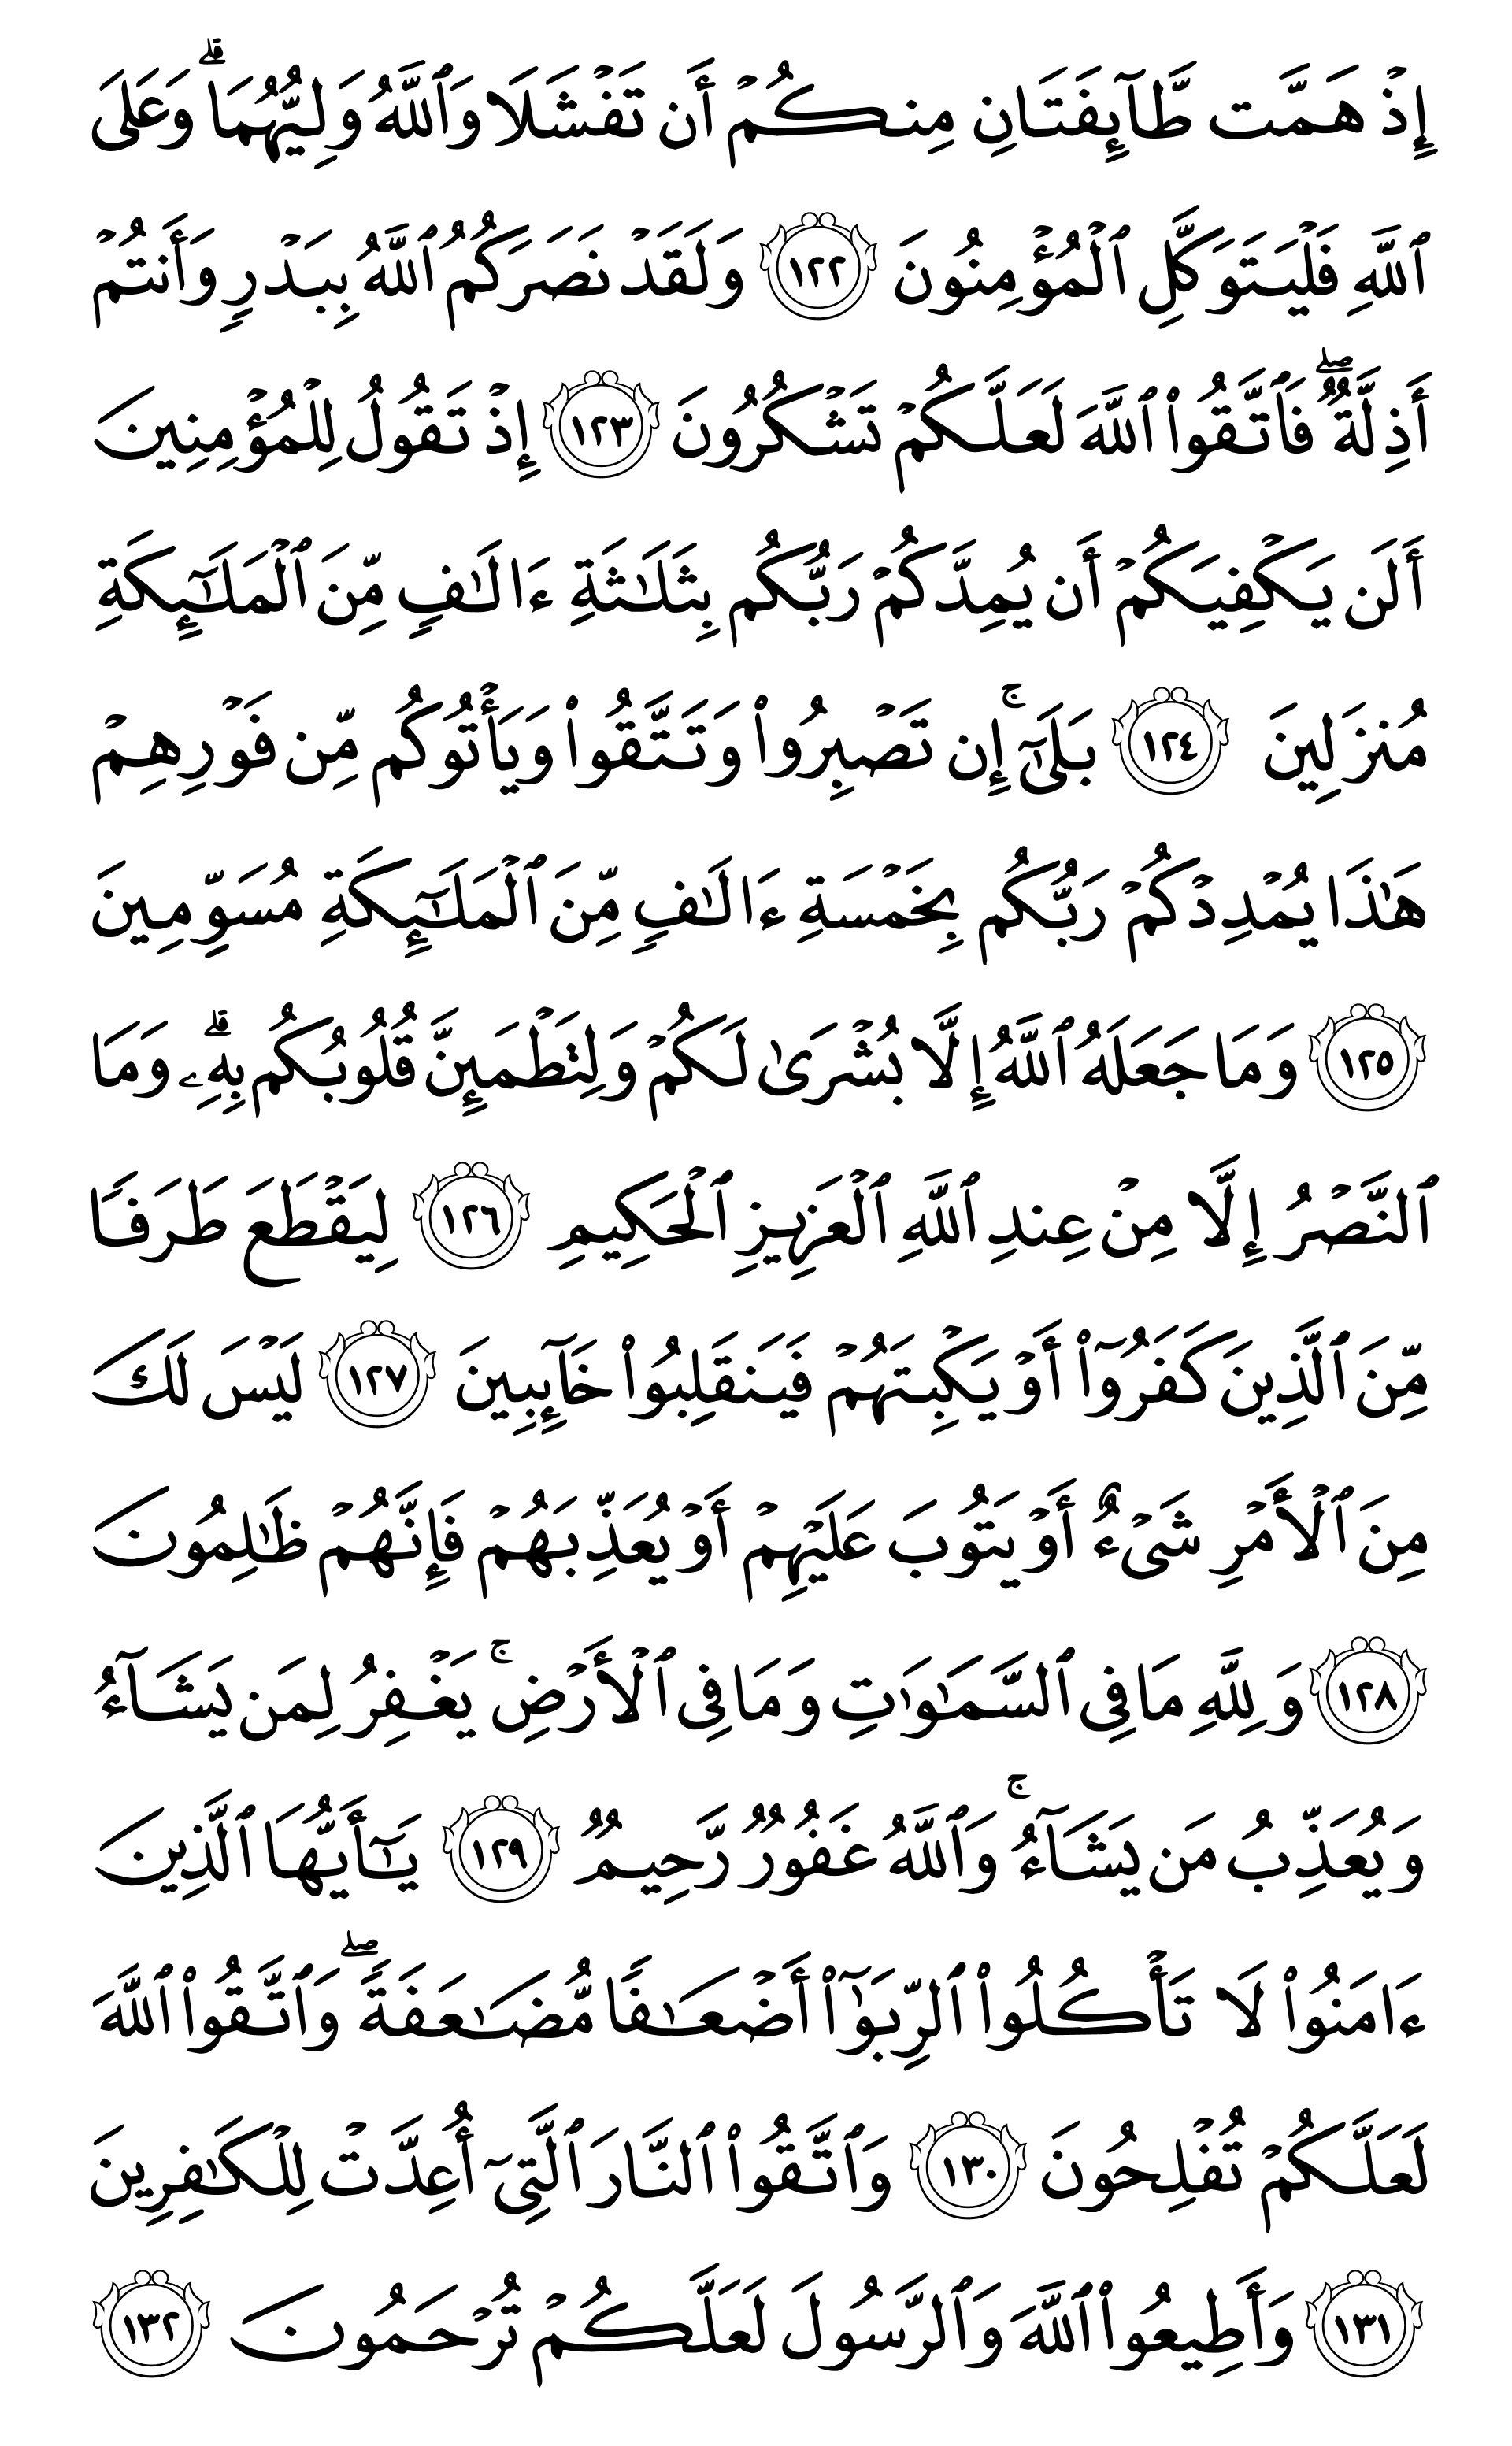 إِذۡ هَمَّت طَّآئِفَتَانِ مِنكُمۡ أَن تَفۡشَلَا وَٱللَّهُ وَلِيُّهُمَاۗ وَعَلَى
ٱللَّهِ فَلۡيَتَوَكَّلِ ٱلۡمُؤۡمِنُونَ ١٢٢ وَلَقَدۡ نَصَرَكُمُ ٱللَّهُ بِبَدۡرٖ وَأَنتُمۡ
أَذِلَّةٞۖ فَٱتَّقُواْ ٱللَّهَ لَعَلَّكُمۡ تَشۡكُرُونَ ١٢٣ إِذۡ تَقُولُ لِلۡمُؤۡمِنِينَ
أَلَن يَكۡفِيَكُمۡ أَن يُمِدَّكُمۡ رَبُّكُم بِثَلَٰثَةِ ءَالَٰفٖ مِّنَ ٱلۡمَلَٰٓئِكَةِ
مُنزَلِينَ ١٢٤ بَلَىٰٓۚ إِن تَصۡبِرُواْ وَتَتَّقُواْ وَيَأۡتُوكُم مِّن فَوۡرِهِمۡ
هَٰذَا يُمۡدِدۡكُمۡ رَبُّكُم بِخَمۡسَةِ ءَالَٰفٖ مِّنَ ٱلۡمَلَٰٓئِكَةِ مُسَوِّمِينَ
١٢٥ وَمَا جَعَلَهُ ٱللَّهُ إِلَّا بُشۡرَىٰ لَكُمۡ وَلِتَطۡمَئِنَّ قُلُوبُكُم بِهِۦۗ وَمَا
ٱلنَّصۡرُ إِلَّا مِنۡ عِندِ ٱللَّهِ ٱلۡعَزِيزِ ٱلۡحَكِيمِ ١٢٦ لِيَقۡطَعَ طَرَفٗا
مِّنَ ٱلَّذِينَ كَفَرُوٓاْ أَوۡ يَكۡبِتَهُمۡ فَيَنقَلِبُواْ خَآئِبِينَ ١٢٧ لَيۡسَ لَكَ
مِنَ ٱلۡأَمۡرِ شَيۡءٌ أَوۡ يَتُوبَ عَلَيۡهِمۡ أَوۡ يُعَذِّبَهُمۡ فَإِنَّهُمۡ ظَٰلِمُونَ
١٢٨ وَلِلَّهِ مَا فِي ٱلسَّمَٰوَٰتِ وَمَا فِي ٱلۡأَرۡضِۚ يَغۡفِرُ لِمَن يَشَآءُ
وَيُعَذِّبُ مَن يَشَآءُۚ وَٱللَّهُ غَفُورٞ رَّحِيمٞ ١٢٩ يَٰٓأَيُّهَا ٱلَّذِينَ
ءَامَنُواْ لَا تَأۡكُلُواْ ٱلرِّبَوٰٓاْ أَضۡعَٰفٗا مُّضَٰعَفَةٗۖ وَٱتَّقُواْ ٱللَّهَ
لَعَلَّكُمۡ تُفۡلِحُونَ ١٣٠ وَٱتَّقُواْ ٱلنَّارَ ٱلَّتِيٓ أُعِدَّتۡ لِلۡكَٰفِرِينَ
١٣١ وَأَطِيعُواْ ٱللَّهَ وَٱلرَّسُولَ لَعَلَّكُمۡ تُرۡحَمُونَ ١٣٢